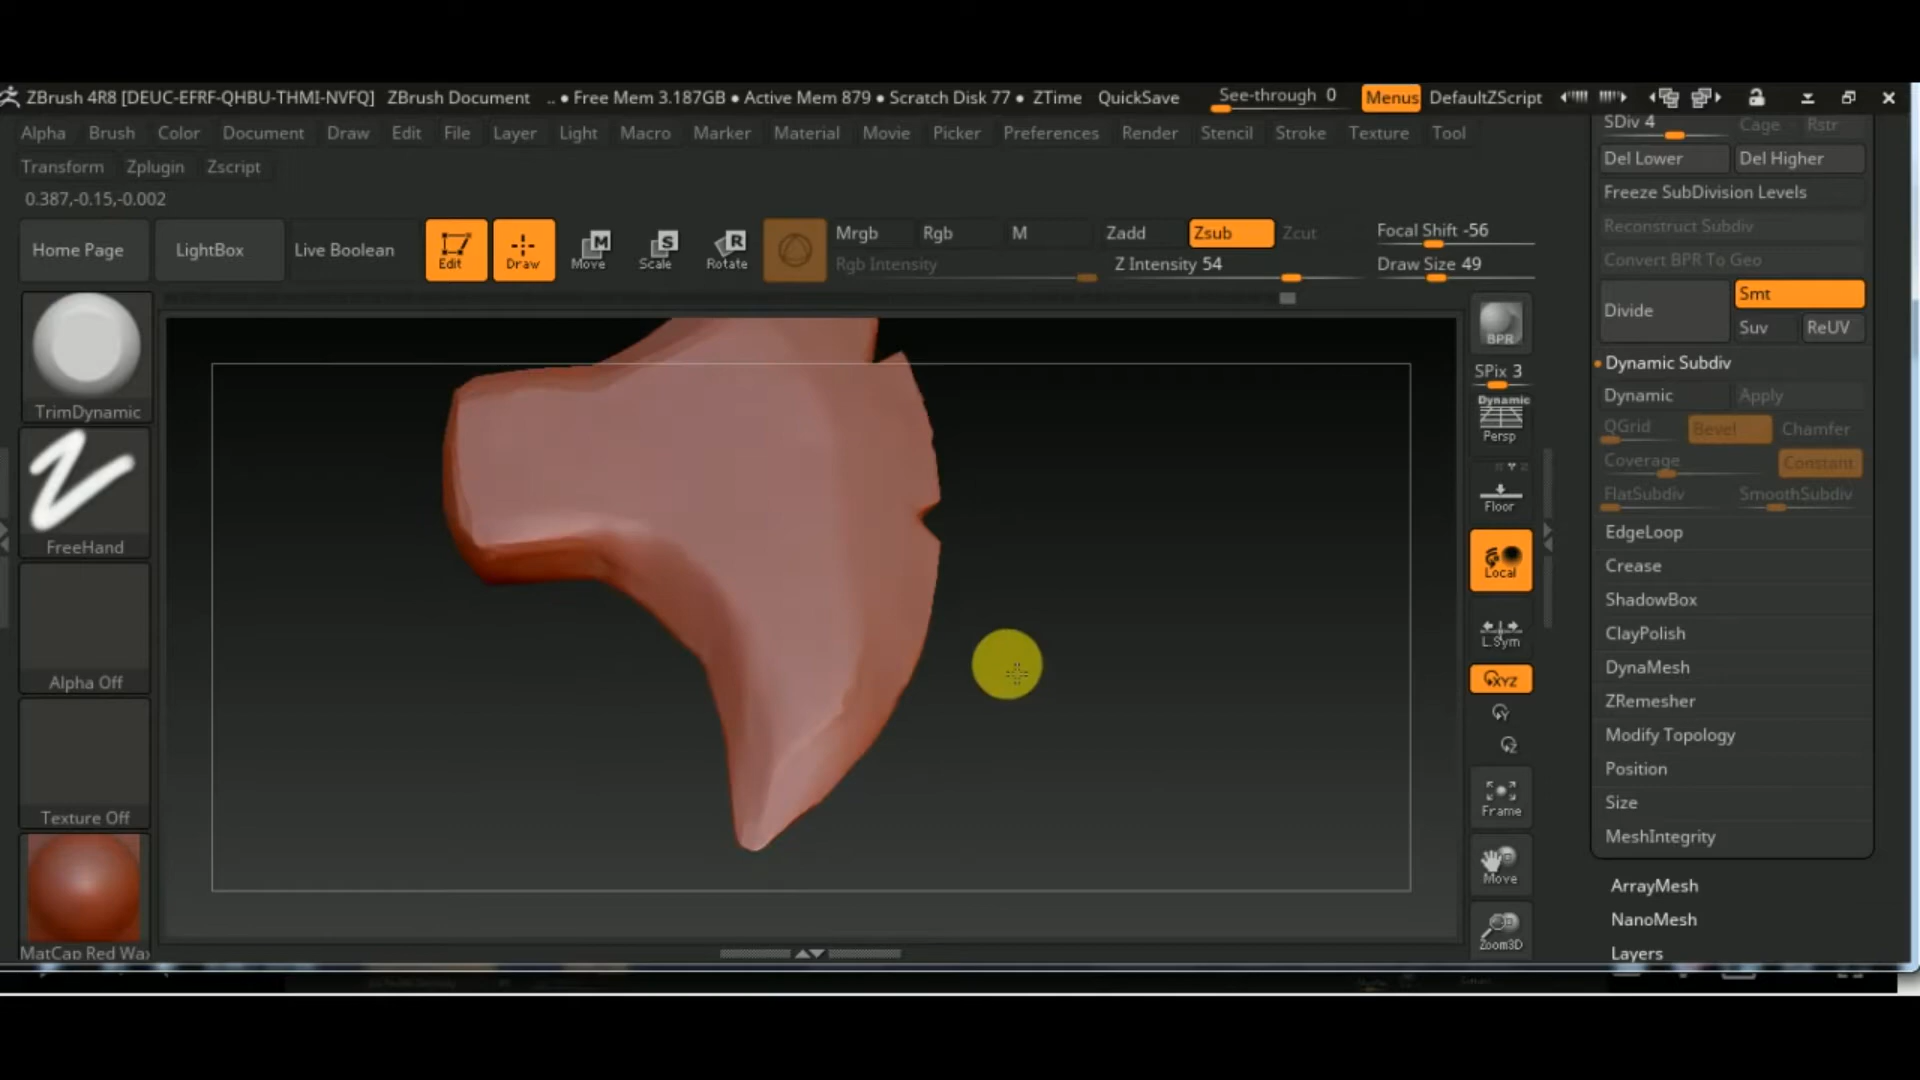 ZBrush 4R8 [DEUC-EFRF-QHBU-THMI-NVFQ] ZBrush Document .. • Free Mem 3.187GB • Active Mem 879 • Scratch Disk 77 • ZTime QuickSave See-through 0 Menus DefaultZScript
Alpha Brush Color Document Draw Edit File Layer Light Macro Marker Material Movie Picker Preferences Render Stencil Stroke Texture Tool
Transform Zplugin Zscript
0.387,-0.15,-0.002
Home Page LightBox Live Boolean Edit Draw Move Scale Rotate
M S R
Mrgb Rgb M Zadd Zsub Zcut Focal Shift -56
Rgb Intensity Z Intensity 54 Draw Size 49
TrimDynamic
FreeHand
Alpha Off
Texture Off
MatCap Red Wax
BPR
SPix 3
Dynamic
Persp
Floor
Local
L.Sym
XYZ
Y
Z
Frame
Move
Zoom3D
SDiv 4 Cage Rstr
Del Lower Del Higher
Freeze SubDivision Levels
Reconstruct Subdiv
Convert BPR To Geo
Divide Smt
Suv ReUV
Dynamic Subdiv
Dynamic Apply
QGrid Bevel Chamfer
Coverage Constant
FlatSubdiv SmoothSubdiv
EdgeLoop
Crease
ShadowBox
ClayPolish
DynaMesh
ZRemesher
Modify Topology
Position
Size
MeshIntegrity
ArrayMesh
NanoMesh
Layers